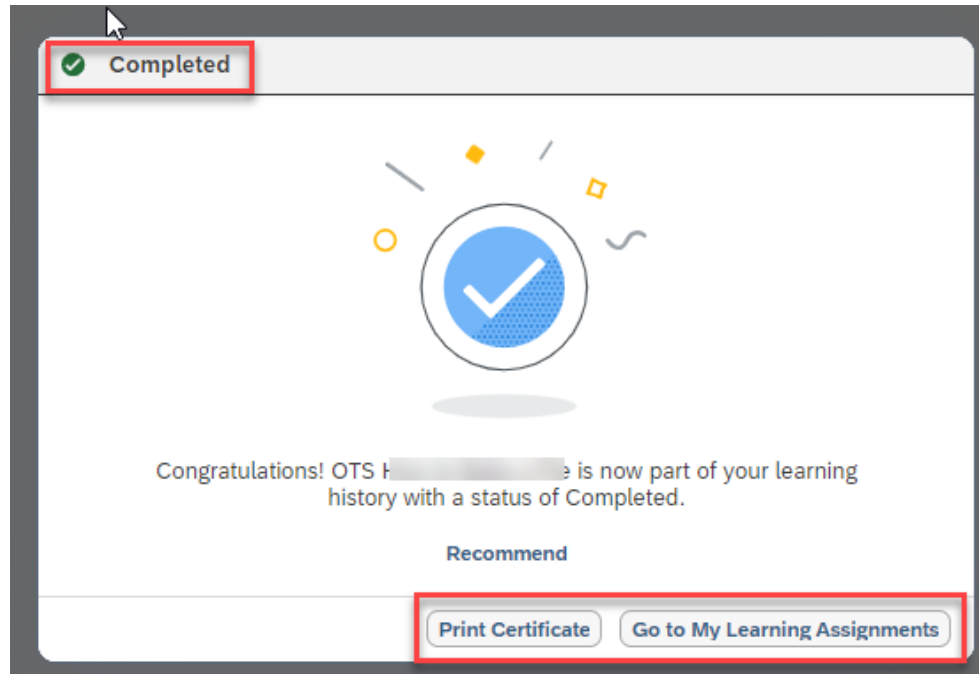 Completed
Congratulations! OTS is now part of your learning
history with a status of Completed.
Recommend
Print Certificate
Go to My Learning Assignments